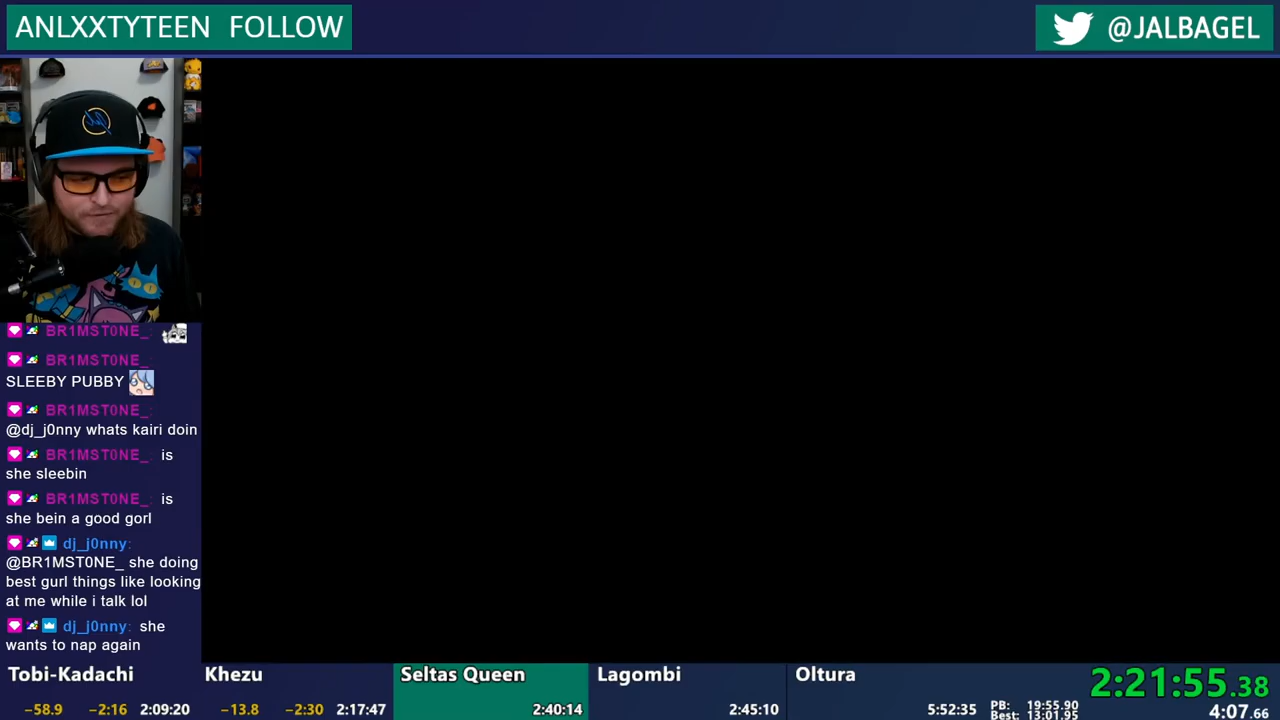 ANLXXTYTEEN FOLLOW
@JALBAGEL
BR1MST0NE_:
BR1MST0NE_:
SLEEBY PUBBY
BR1MST0NE_:
@dj_j0nny whats kairi doin
BR1MST0NE_: is
she sleebin
BR1MST0NE_: is
she bein a good gorl
dj_j0nny:
@BR1MST0NE_ she doing
best gurl things like looking
at me while i talk lol
dj_j0nny: she
wants to nap again
Tobi-Kadachi
-58.9 -2:16 2:09:20
Khezu
-13.8 -2:30 2:17:47
Seltas Queen
2:40:14
Lagombi
2:45:10
Oltura
5:52:35
2:21:55.38
PB: 19:55.90
Best: 13:01.95
4:07.66